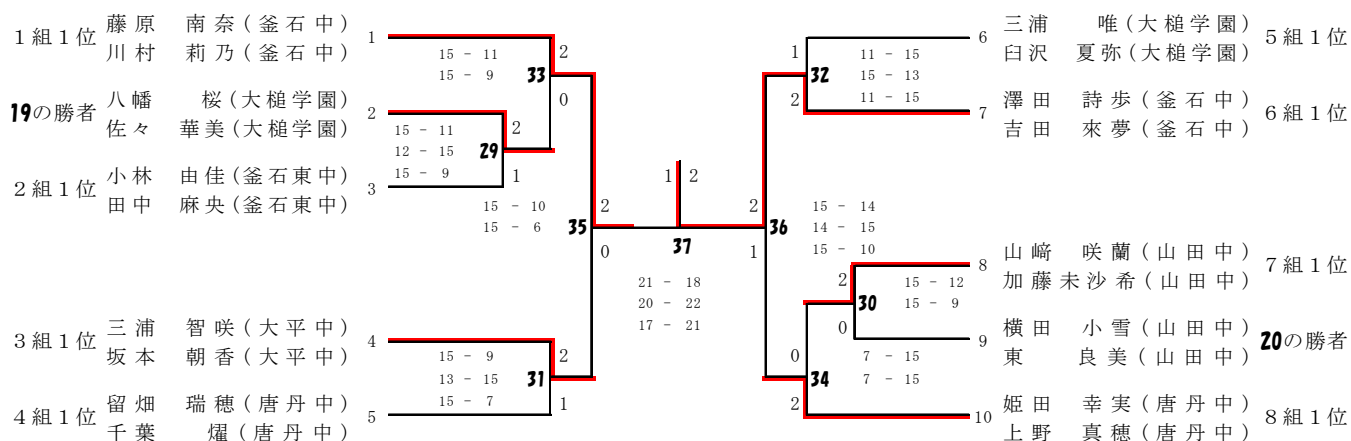 1組1位 藤原 南奈(釜石中) 1
川村 莉乃(釜石中)
15 - 11
15 - 9
33
2
0
19の勝者 八幡 桜(大槌学園) 2
佐々 華美(大槌学園)
15 - 11
12 - 15
15 - 9
29
2
1
2組1位 小林 由佳(釜石東中) 3
田中 麻央(釜石東中)
15 - 10
15 - 6
35
2
0
3組1位 三浦 智咲(大平中) 4
坂本 朝香(大平中)
15 - 9
13 - 15
15 - 7
31
2
1
4組1位 留畑 瑞穂(唐丹中) 5
千葉 燿(唐丹中)
1 2
37
21 - 18
20 - 22
17 - 21
6 三浦 唯(大槌学園) 5組1位
臼沢 夏弥(大槌学園)
1
32
2
11 - 15
15 - 13
11 - 15
7 澤田 詩歩(釜石中) 6組1位
吉田 來夢(釜石中)
2
36
1
15 - 14
14 - 15
15 - 10
8 山﨑 咲蘭(山田中) 7組1位
加藤未沙希(山田中)
2
30
0
15 - 12
15 - 9
9 横田 小雪(山田中) 20の勝者
東 良美(山田中)
0
34
2
7 - 15
7 - 15
10 姫田 幸実(唐丹中) 8組1位
上野 真穂(唐丹中)